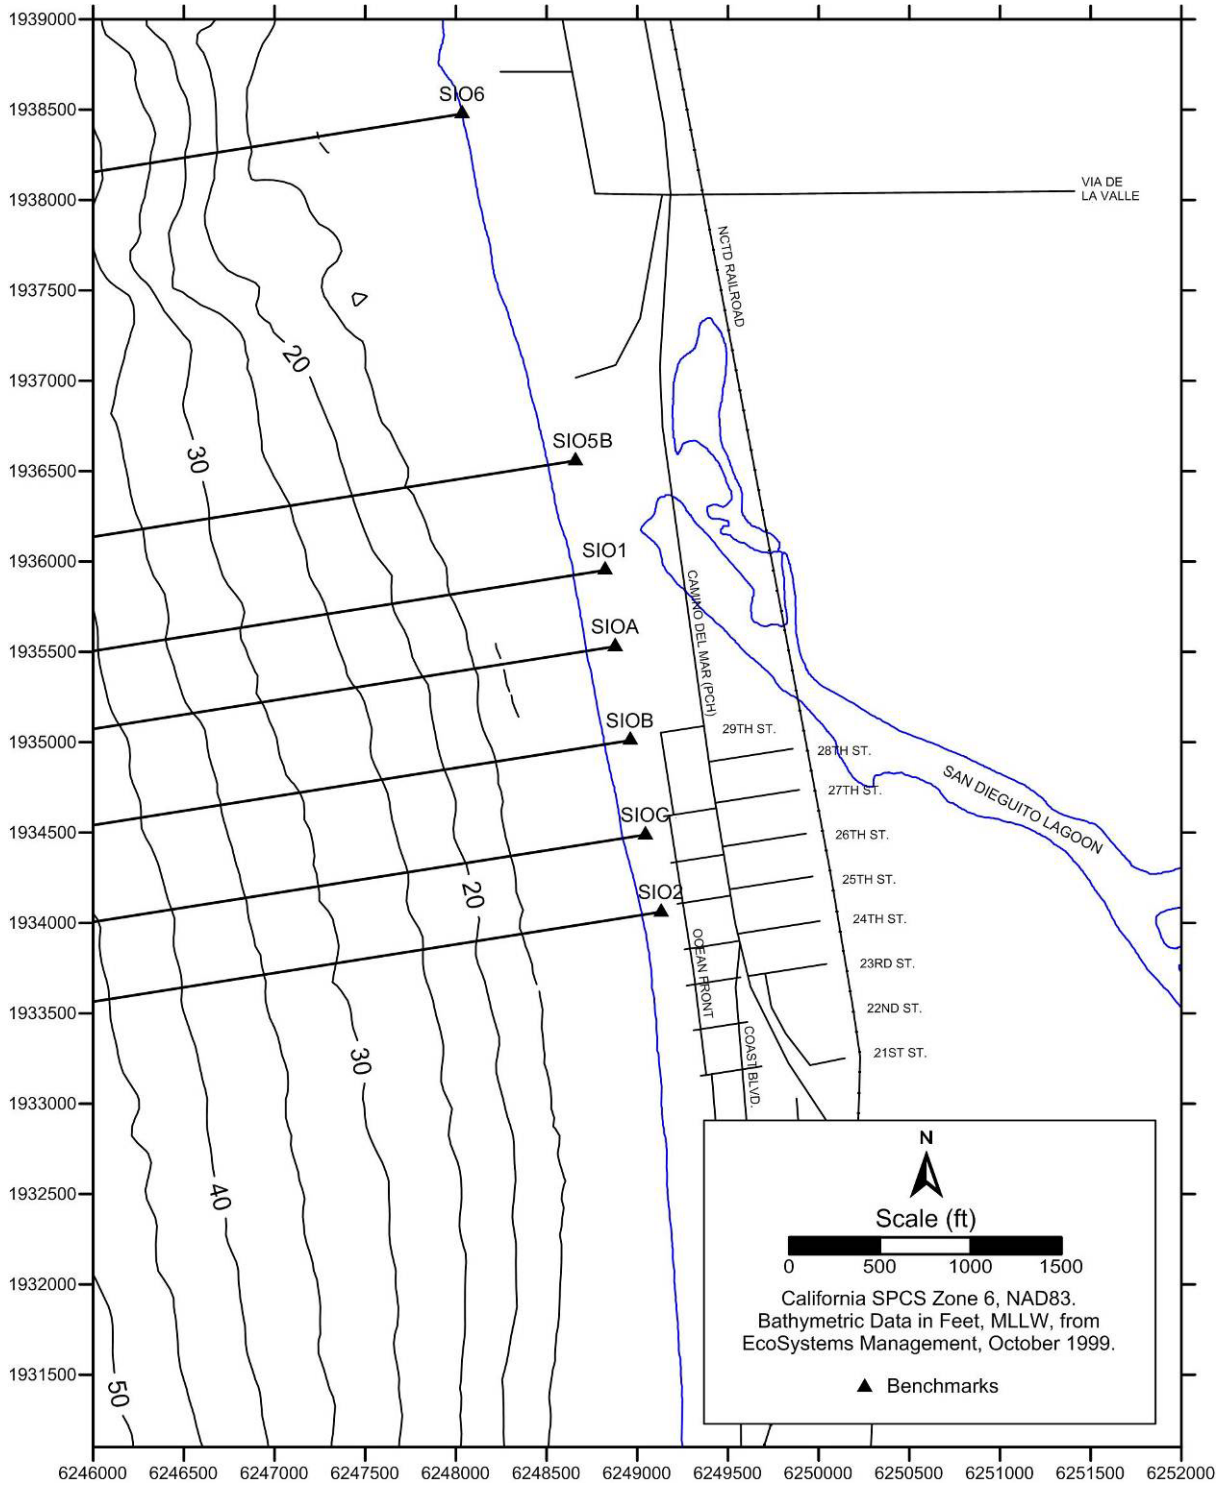 1939000
1938500
1938000
1937500
1937000
1936500
1936000
1935500
1935000
1934500
1934000
1933500
1933000
1932500
1932000
1931500
SIO6
VIA DE
LA VALLE
NCTD RAILROAD
20
30
SIO5B
SIO1
CAMINO DEL MAR (PCH)
SIOA
SIOB
29TH ST.
28TH ST.
SAN DIEGUITO LAGOON
27TH ST.
SIOC
26TH ST.
25TH ST.
20
SIO2
24TH ST.
OCEAN FRONT
23RD ST.
22ND ST.
30
COAST BLVD.
21ST ST.
40
50
N
Scale (ft)
0 500 1000 1500
California SPCS Zone 6, NAD83.
Bathymetric Data in Feet, MLLW, from
EcoSystems Management, October 1999.
Benchmarks
6246000 6246500 6247000 6247500 6248000 6248500 6249000 6249500 6250000 6250500 6251000 6251500 6252000